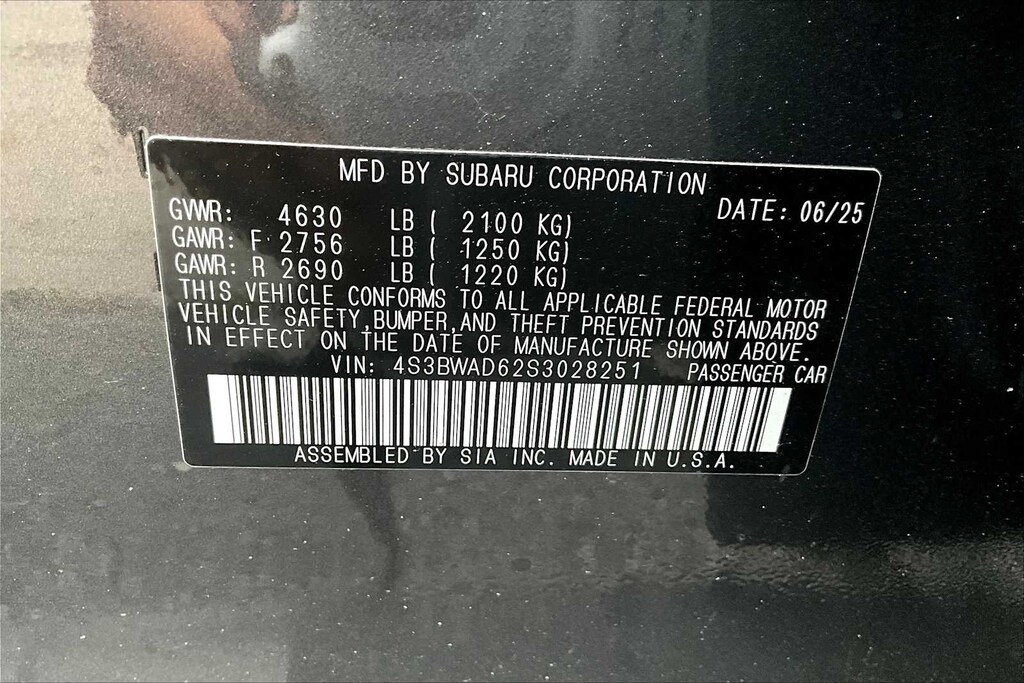 MFD BY SUBARU CORPORATION
GVWR: 4630 LB ( 2100 KG) DATE: 06/25
GAWR: F 2756 LB ( 1250 KG)
GAWR: R 2690 LB ( 1220 KG)
THIS VEHICLE CONFORMS TO ALL APPLICABLE FEDERAL MOTOR
VEHICLE SAFETY,BUMPER,AND THEFT PREVENTION STANDARDS
IN EFFECT ON THE DATE OF MANUFACTURE SHOWN ABOVE.
VIN: 4S3BWAD62S3028251 PASSENGER CAR
ASSEMBLED BY SIA INC. MADE IN U.S.A.